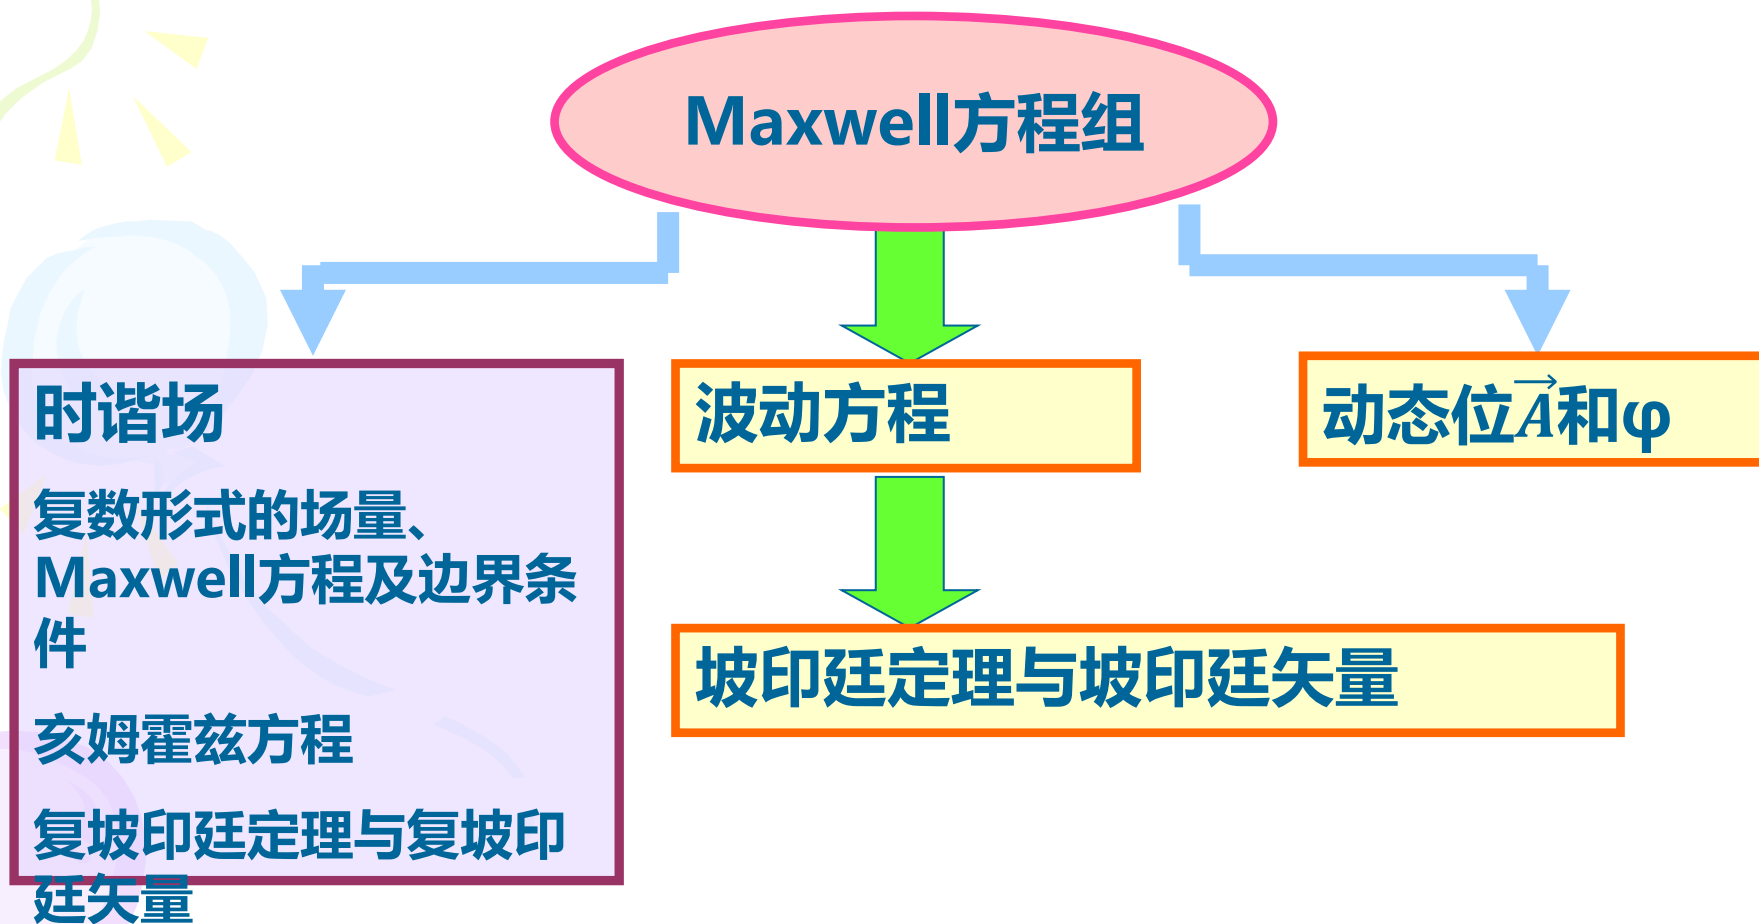 Maxwell方程组
时谐场
复数形式的场量、
Maxwell方程及边界条
件
亥姆霍兹方程
复坡印廷定理与复坡印
廷矢量
波动方程
坡印廷定理与坡印廷矢量
动态位\(\vec{A}\)和φ